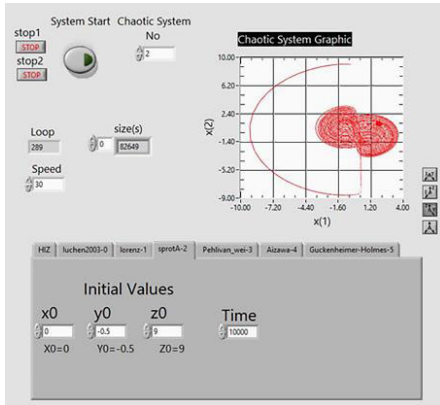 System Start
Chaotic System
No
2
stop1
STOP
stop2
STOP
Loop
289
size(s)
0
82649
Speed
30
Chaotic System Graphic
x(2)
10.00
6.20
2.40
-1.40
-5.20
-9.00
-10.00 -7.20 -4.40 -1.60 1.20 4.00
x(1)
HIZ luchen2003-0 lorenz-1 sprotA-2 Pehlivan_wei-3 Aizawa-4 Guckenheimer-Holmes-5
Initial Values
x0 y0 z0 Time
0 -0.5 9 10000
X0=0 Y0=-0.5 Z0=9